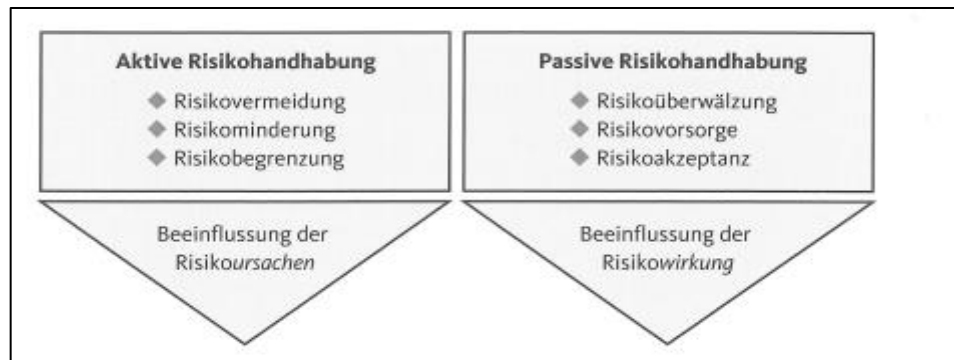 Aktive Risikohandhabung
Risikovermeidung
Risikominderung
Risikobegrenzung
Beeinflussung der
Risikoursachen
Passive Risikohandhabung
Risikoüberwälzung
Risikovorsorge
Risikoakzeptanz
Beeinflussung der
Risikowirkung